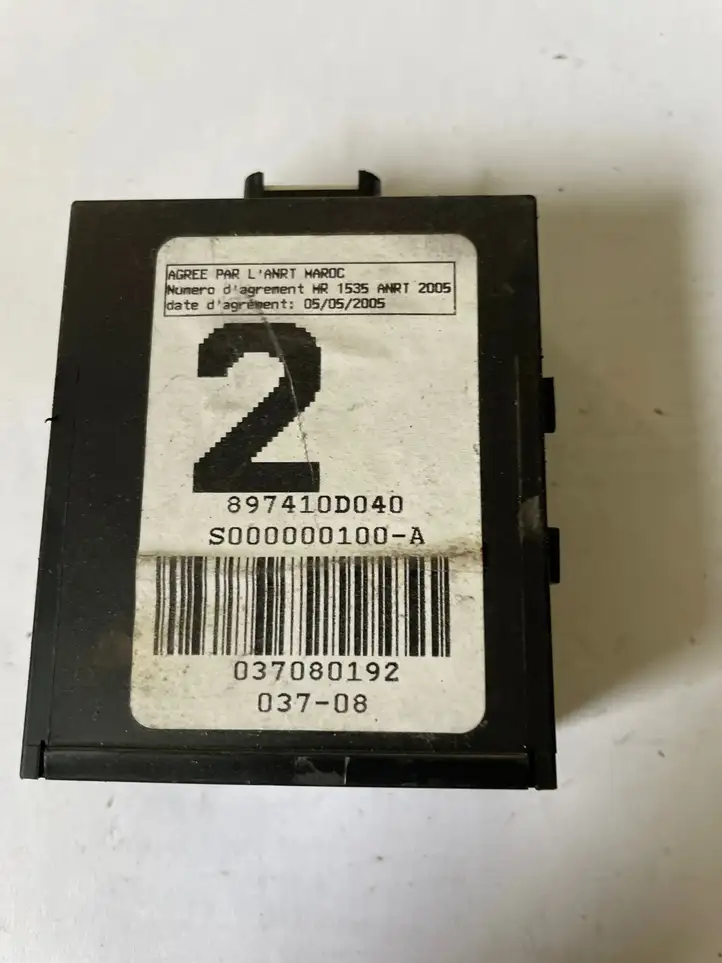 AGREE PAR L'ANRT MAROC
Numero d'agrement MR 1535 ANRT 2005
date d'agrément: 05/05/2005
2
897410D040
S000000100-A
037080192
037-08